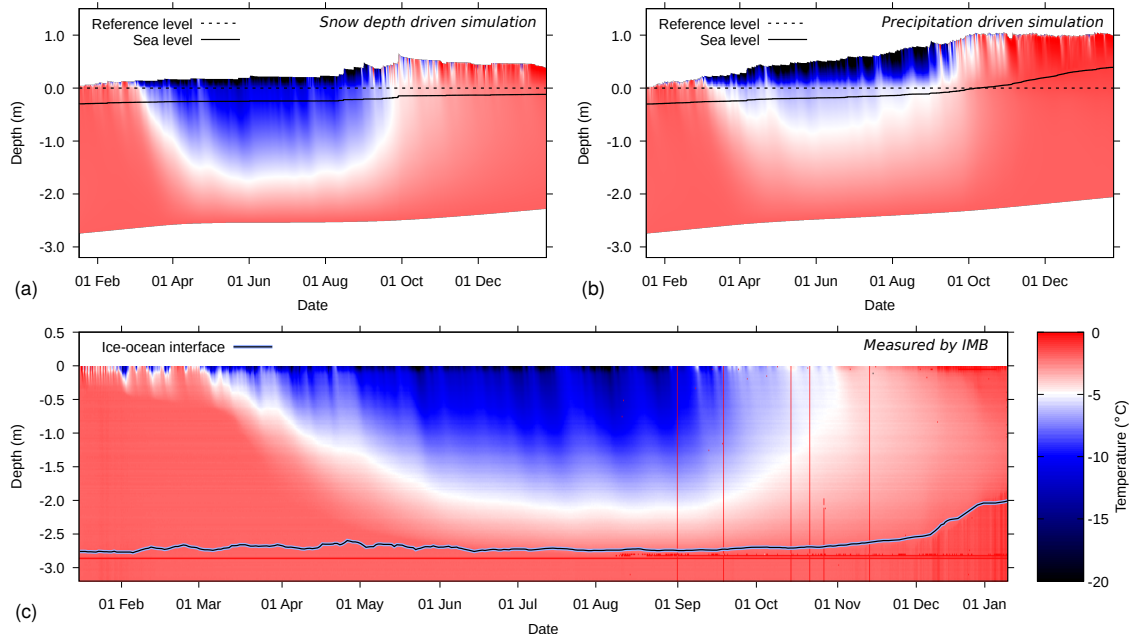 Reference level
Sea level
Snow depth driven simulation
1.0
0.0
-1.0
-2.0
-3.0
Depth (m)
01 Feb 01 Apr 01 Jun 01 Aug 01 Oct 01 Dec
(a)
Date
Reference level
Sea level
Precipitation driven simulation
1.0
0.0
-1.0
-2.0
-3.0
Depth (m)
01 Feb 01 Apr 01 Jun 01 Aug 01 Oct 01 Dec
(b)
Date
Ice-ocean interface
Measured by IMB
0.5
0
-0.5
-1.0
-1.5
-2.0
-2.5
-3.0
Depth (m)
01 Feb 01 Mar 01 Apr 01 May 01 Jun 01 Jul 01 Aug 01 Sep 01 Oct 01 Nov 01 Dec 01 Jan
(c)
Date
0
-5
-10
-15
-20
Temperature (°C)